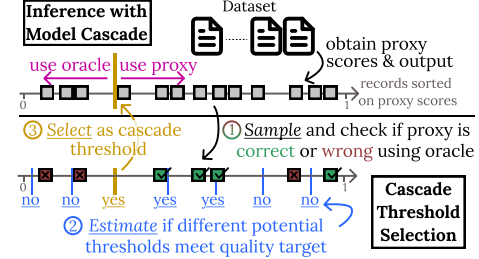 Inference with
Model Cascade
Dataset
obtain proxy
scores & output
use oracle
use proxy
records sorted
on proxy scores
0
1
③ Select as cascade
threshold
① Sample and check if proxy is
correct or wrong using oracle
0
1
no
no
yes
yes
yes
no
no
② Estimate if different potential
thresholds meet quality target
Cascade
Threshold
Selection